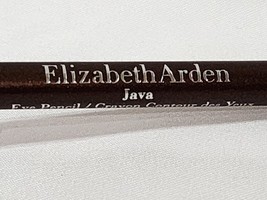 Elizabeth Arden
Java
Eye Pencil / Crayon Contour des Yeux